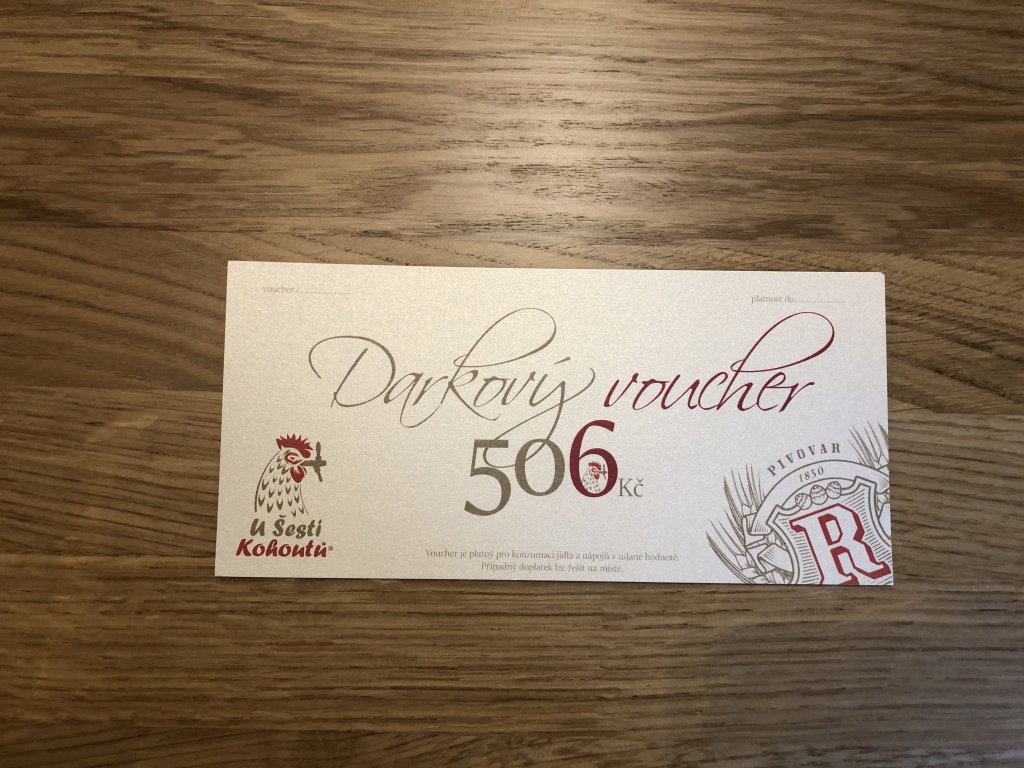 voucher č.....................
platnost do:.....................
Darkový voucher
506 Kč
U Šesti
Kohoutů®
PIVOVAR
1850
R
Voucher je platný pro konzumaci jídla a nápojů v udané hodnotě.
Případný doplatek lze řešit na místě.